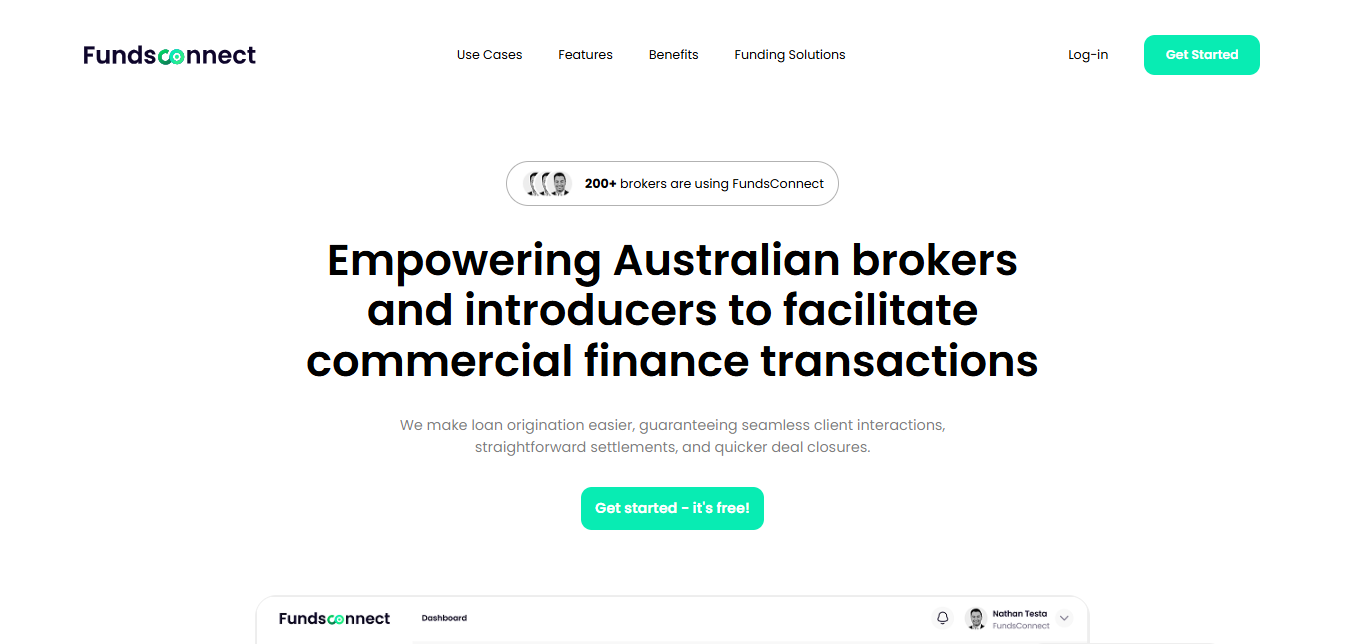 Fundsconnect
Use Cases
Features
Benefits
Funding Solutions
Log-in
Get Started
200+ brokers are using FundsConnect
Empowering Australian brokers
and introducers to facilitate
commercial finance transactions
We make loan origination easier, guaranteeing seamless client interactions,
straightforward settlements, and quicker deal closures.
Get started - it's free!
Fundsconnect
Dashboard
Nathan Testa
FundsConnect